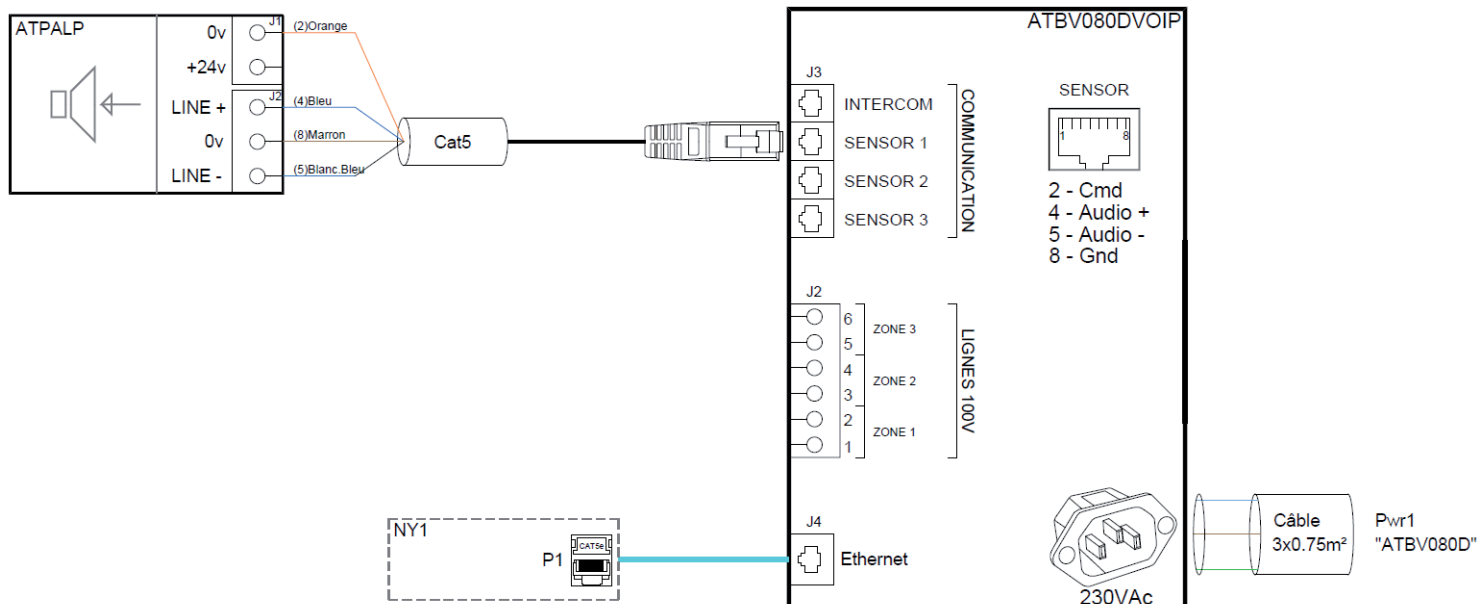 ATPALP
0v
+24v
LINE +
0v
LINE -
J1
J2
(2)Orange
(4)Bleu
(8)Marron
(5)Blanc.Bleu
Cat5
ATBV080DVOIP
J3
INTERCOM
SENSOR 1
SENSOR 2
SENSOR 3
COMMUNICATION
SENSOR
1 8
2 - Cmd
4 - Audio +
5 - Audio -
8 - Gnd
J2
6
5
4
3
2
1
ZONE 3
ZONE 2
ZONE 1
LIGNES 100V
NY1
P1
CAT5e
J4
Ethernet
230VAc
Câble
3x0.75m²
Pwr1
"ATBV080D"